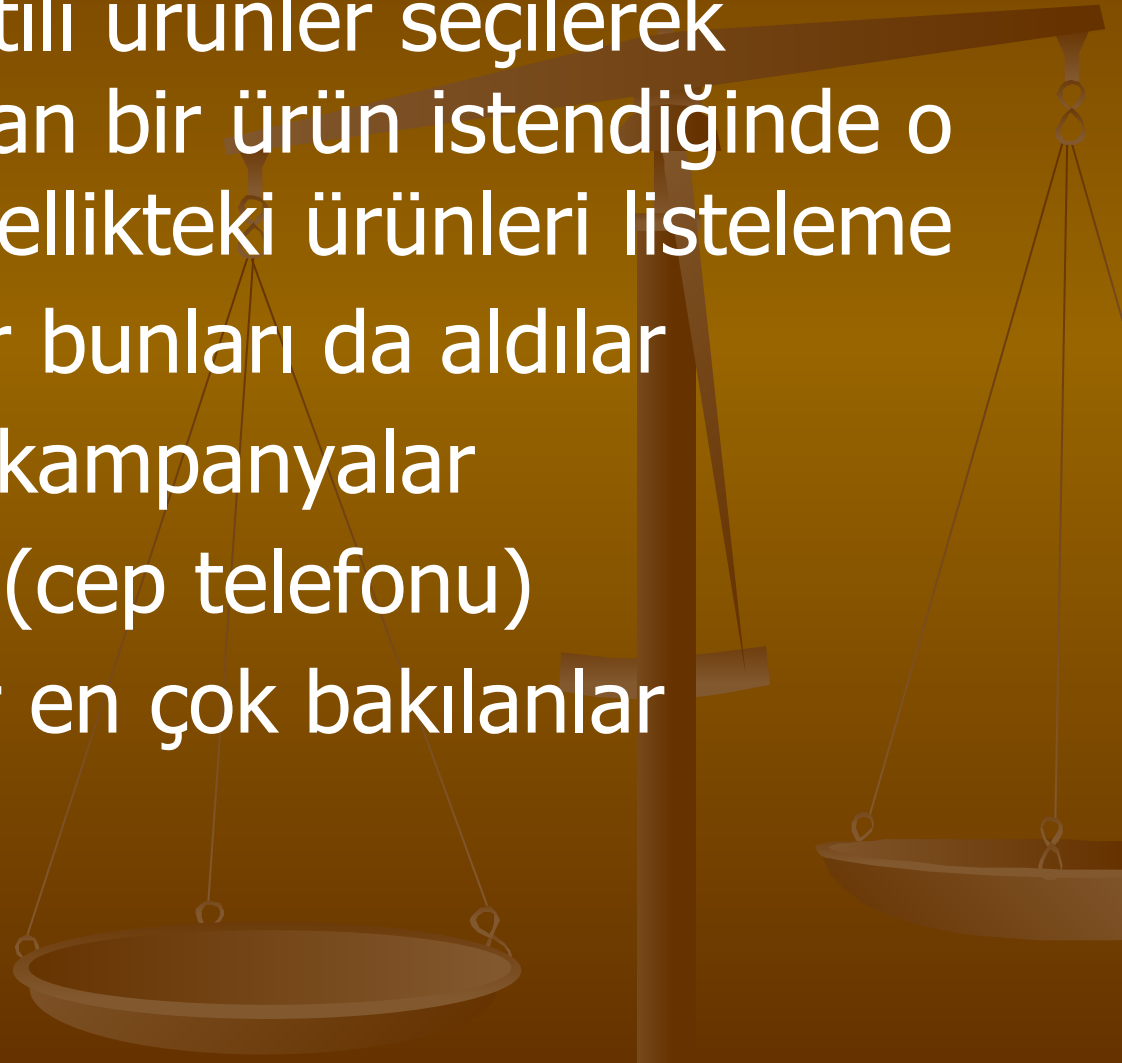 tili ürünler seçilerek
an bir ürün istendiğinde o
ellikteki ürünleri listeleme
r bunları da aldılar
kampanyalar
(cep telefonu)
r en çok bakılanlar